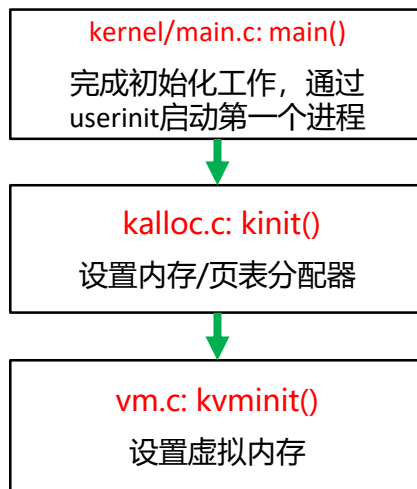 kernel/main.c: main()
完成初始化工作，通过
userinit启动第一个进程
kalloc.c: kinit()
设置内存/页表分配器
vm.c: kvminit()
设置虚拟内存